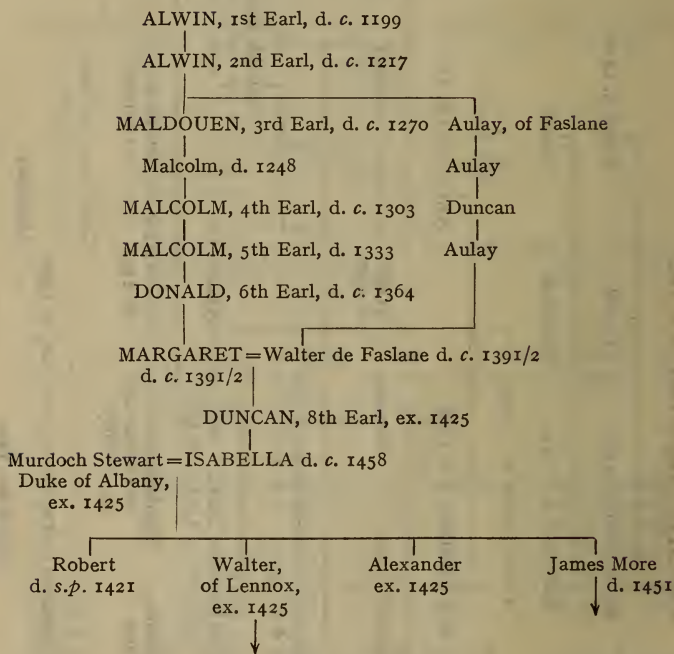 ALWIN, 1st Earl, d. c. 1199
ALWIN, 2nd Earl, d. c. 1217
MALDOUEN, 3rd Earl, d. c. 1270 Aulay, of Faslane
Malcolm, d. 1248 Aulay
MALCOLM, 4th Earl, d. c. 1303 Duncan
MALCOLM, 5th Earl, d. 1333 Aulay
DONALD, 6th Earl, d. c. 1364
MARGARET=Walter de Faslane d. c. 1391/2
d. c. 1391/2
DUNCAN, 8th Earl, ex. 1425
Murdoch Stewart=ISABELLA d. c. 1458
Duke of Albany,
ex. 1425
Robert Walter, Alexander James More
d. s.p. 1421 of Lennox, ex. 1425 d. 1451
ex. 1425